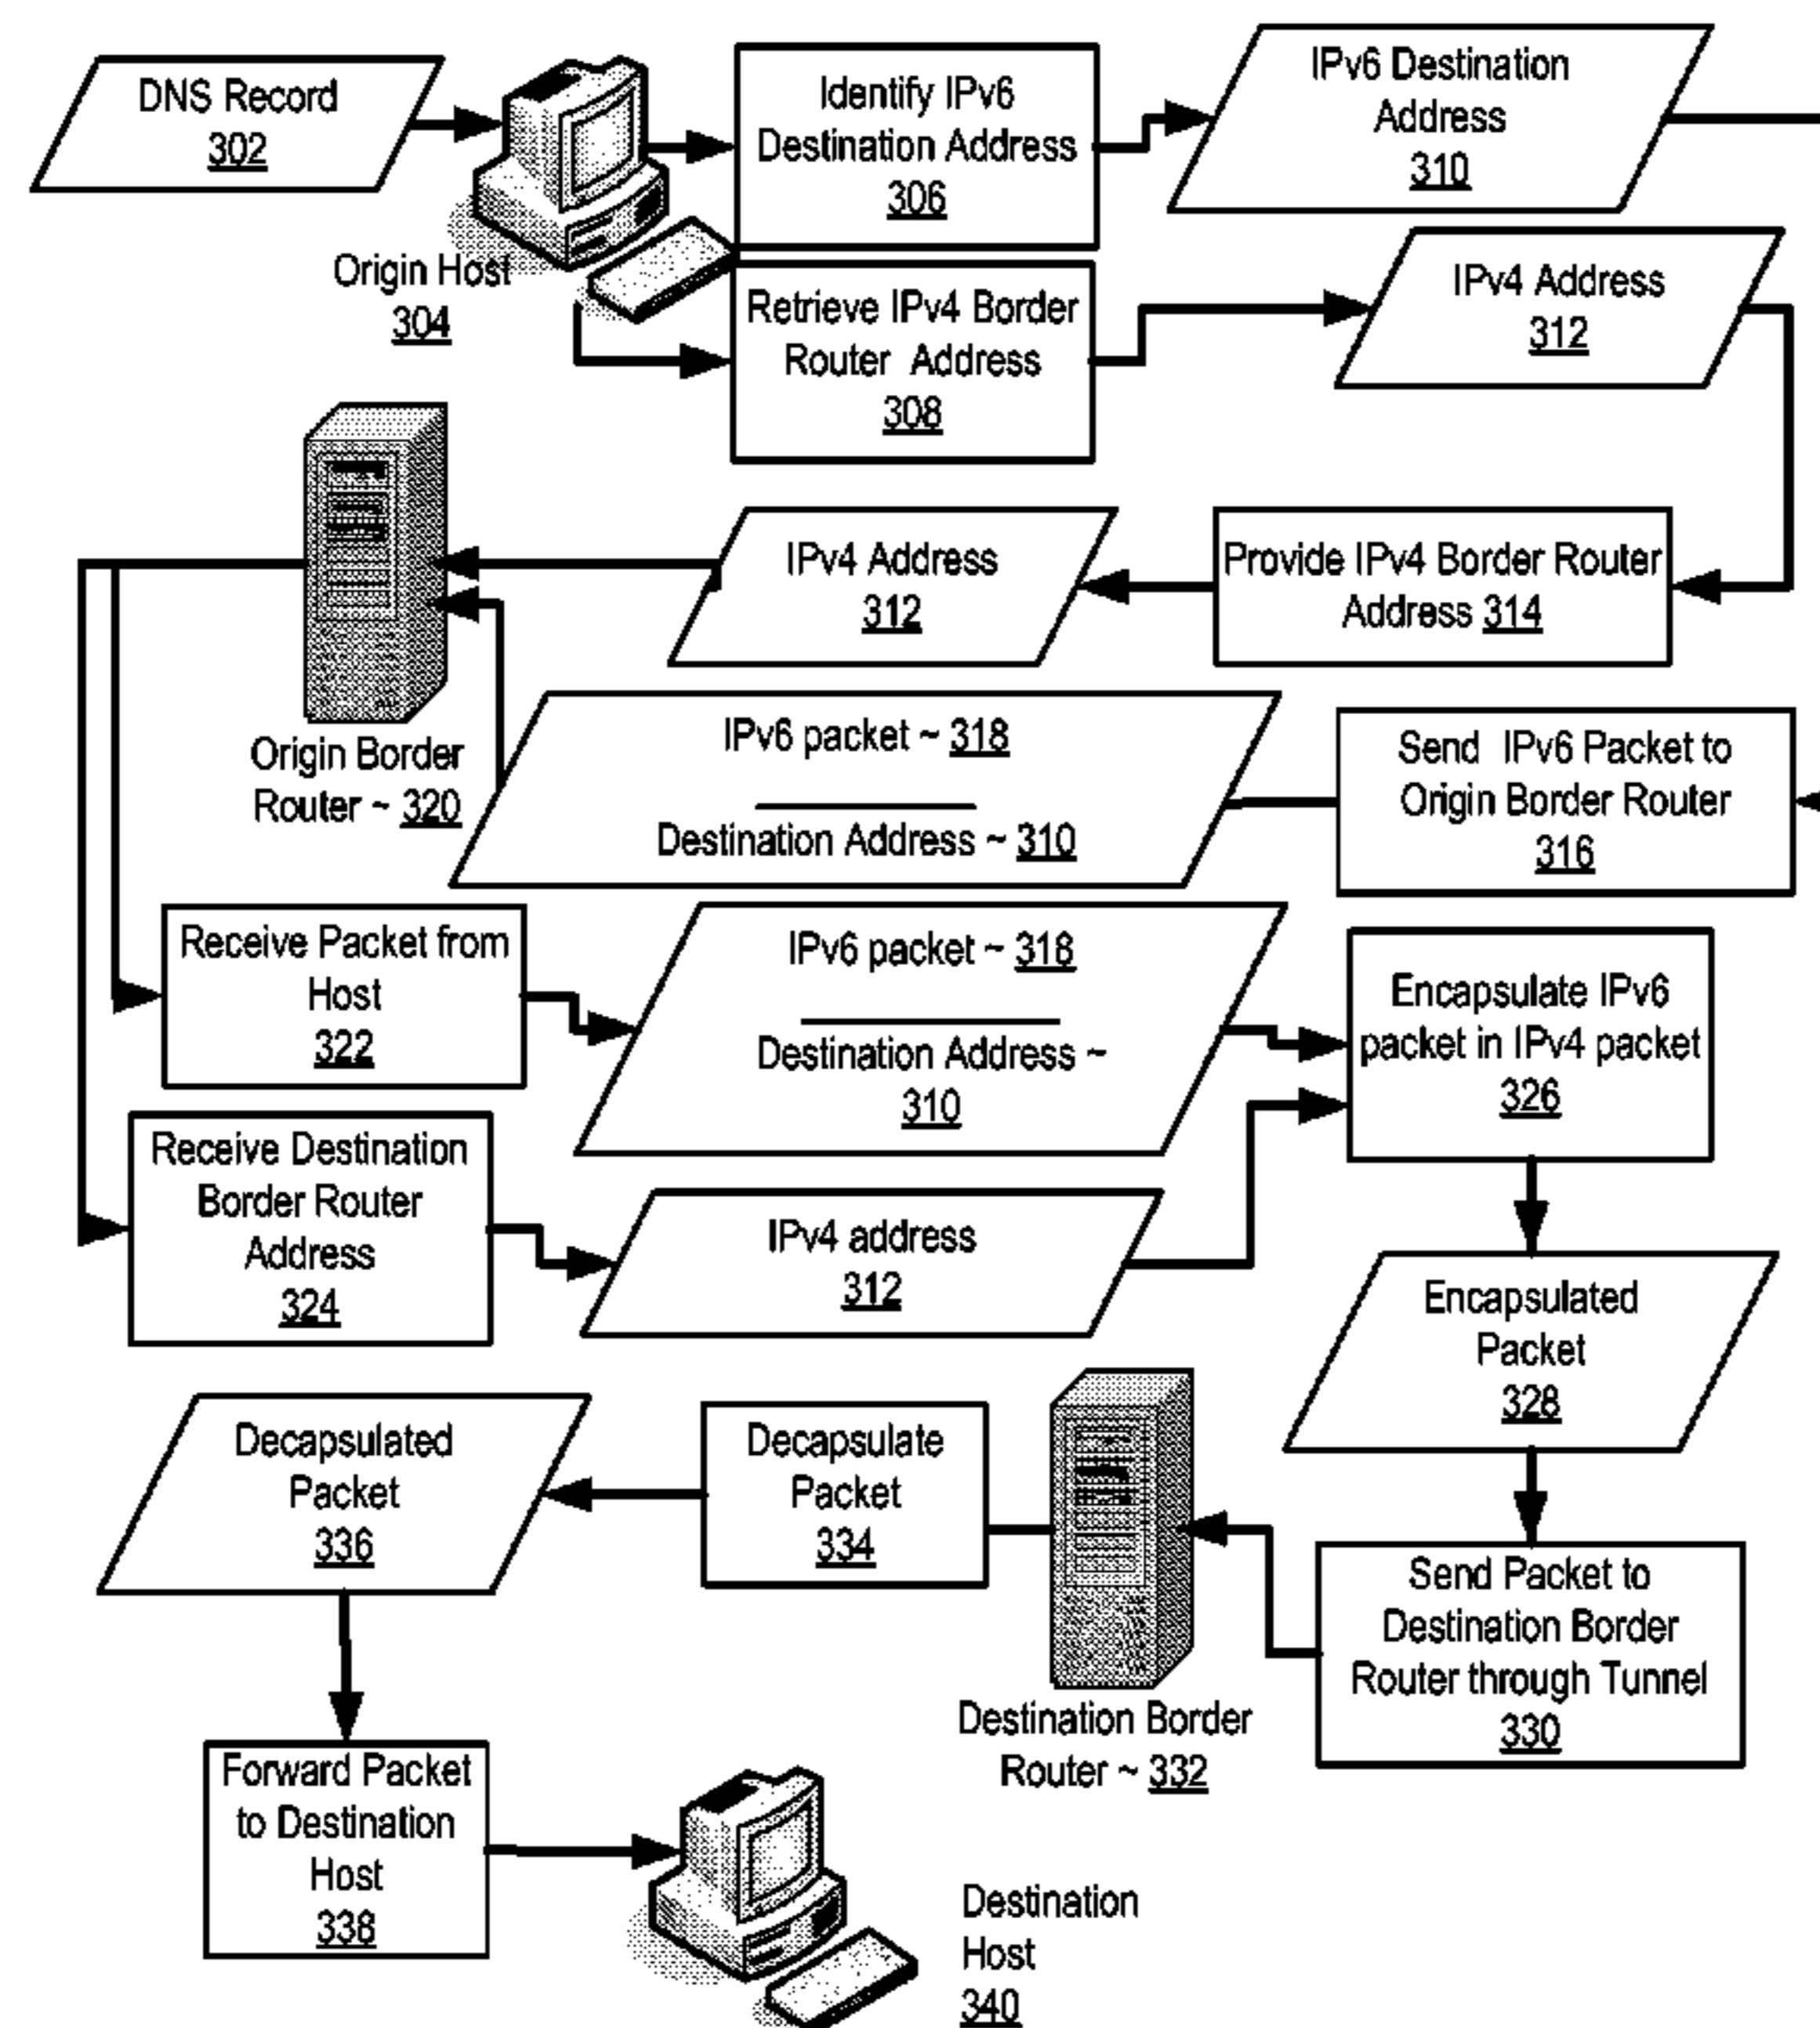 DNS Record
302
Origin Host
304
Identify IPv6
Destination Address
306
IPv6 Destination
Address
310
Retrieve IPv4 Border
Router Address
308
IPv4 Address
312
Provide IPv4 Border Router
Address 314
IPv4 Address
312
Origin Border
Router ~ 320
IPv6 packet ~ 318
Destination Address ~ 310
Send IPv6 Packet to
Origin Border Router
316
Receive Packet from
Host
322
IPv6 packet ~ 318
Destination Address ~
310
Encapsulate IPv6
packet in IPv4 packet
326
Receive Destination
Border Router
Address
324
IPv4 address
312
Encapsulated
Packet
328
Decapsulated
Packet
336
Decapsulate
Packet
334
Destination Border
Router ~ 332
Send Packet to
Destination Border
Router through Tunnel
330
Forward Packet
to Destination
Host
338
Destination
Host
340